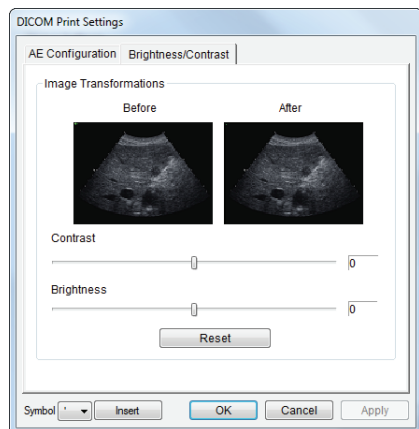 DICOM Print Settings
AE Configuration Brightness/Contrast
Image Transformations
Before After
Contrast
0
Brightness
0
Reset
Symbol ' Insert OK Cancel Apply